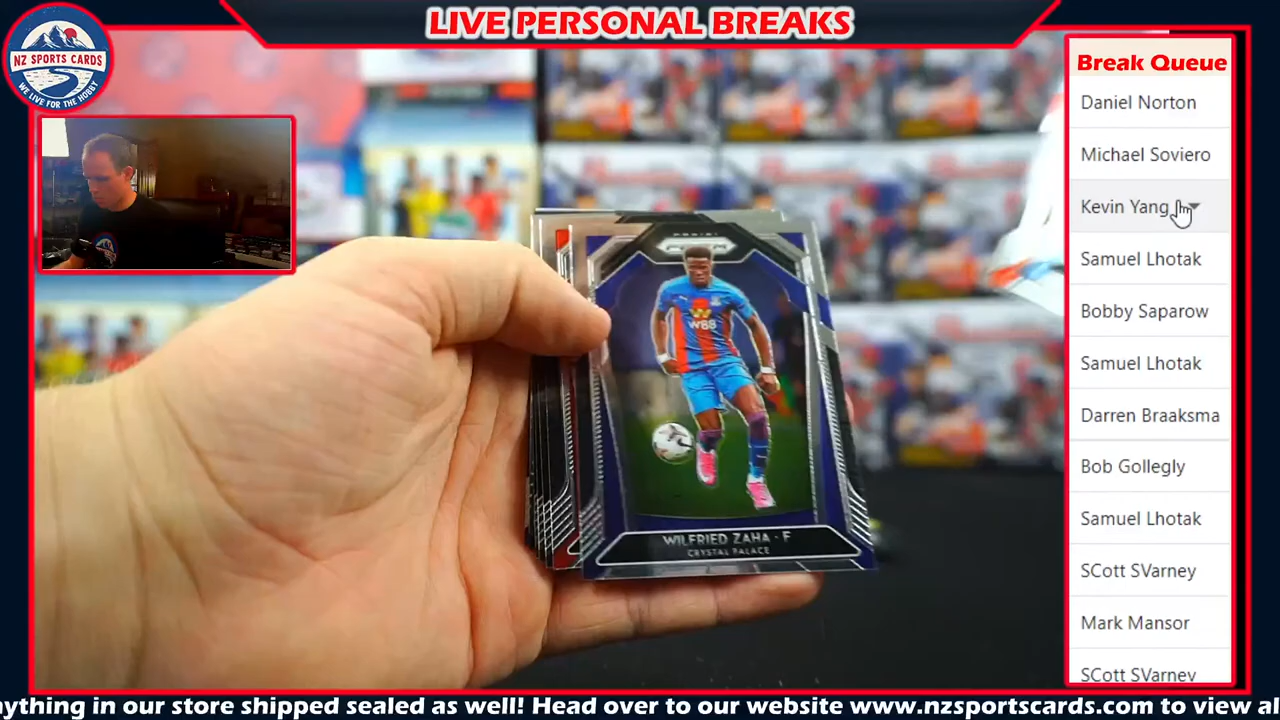 LIVE PERSONAL BREAKS
NZ SPORTS CARDS
WE LIVE FOR THE HOBBY
Break Queue
Daniel Norton
Michael Soviero
Kevin Yang
Samuel Lhotak
Bobby Saparow
Samuel Lhotak
Darren Braaksma
Bob Gollegly
Samuel Lhotak
SCott SVarney
Mark Mansor
SCott SVarney
PANINI
PRIZM
W88
WILFRIED ZAHA - F
CRYSTAL PALACE
nything in our store shipped sealed as well! Head over to our website www.nzsportscards.com to view al